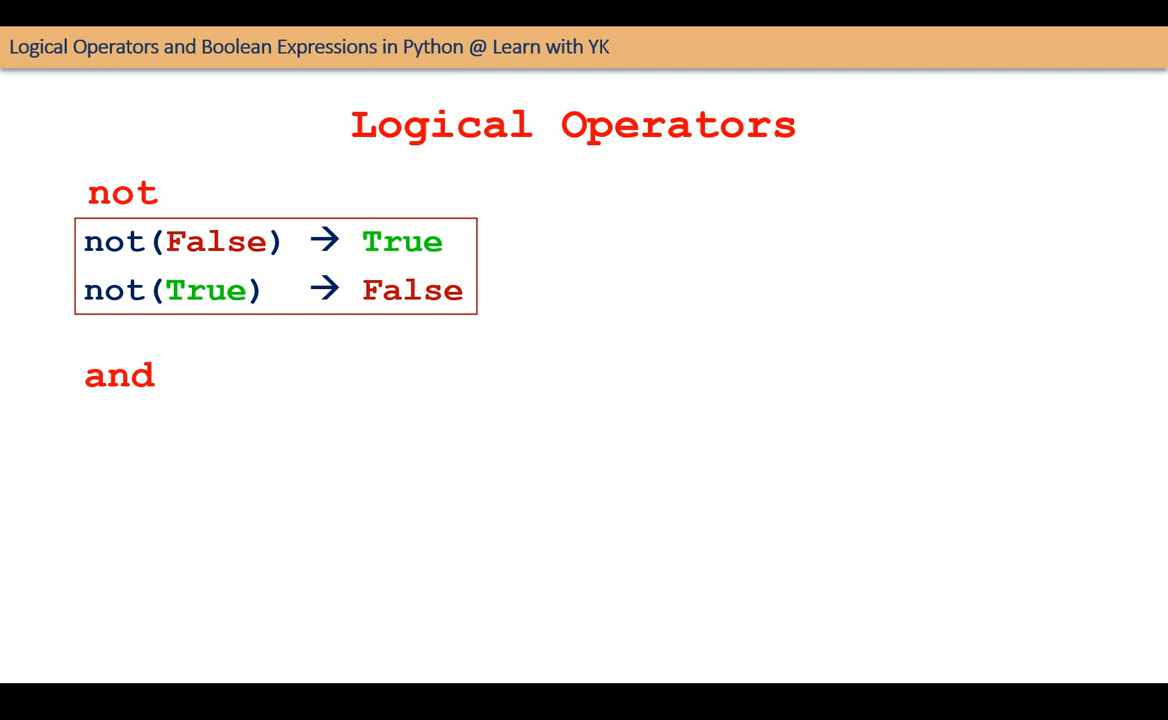 Logical Operators and Boolean Expressions in Python @ Learn with YK
Logical Operators
not
not(False) → True
not(True) → False
and